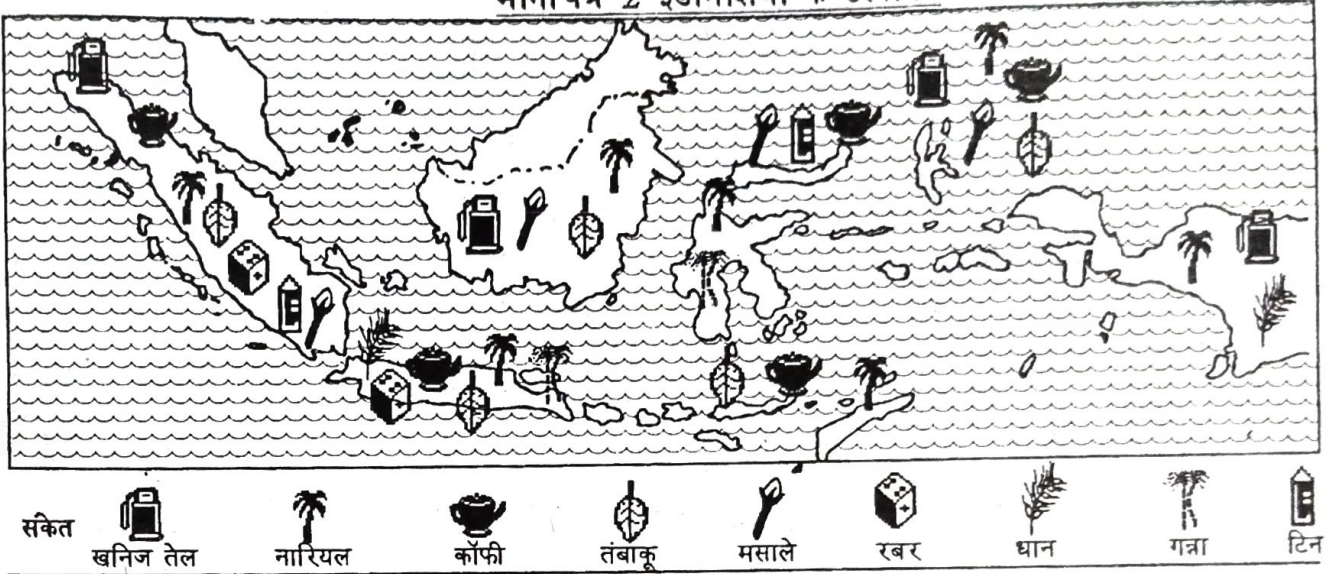 मानचित्र 2
संकेत
खनिज तेल नारियल कॉफी तंबाकू मसाले रबर धान गन्ना टिन